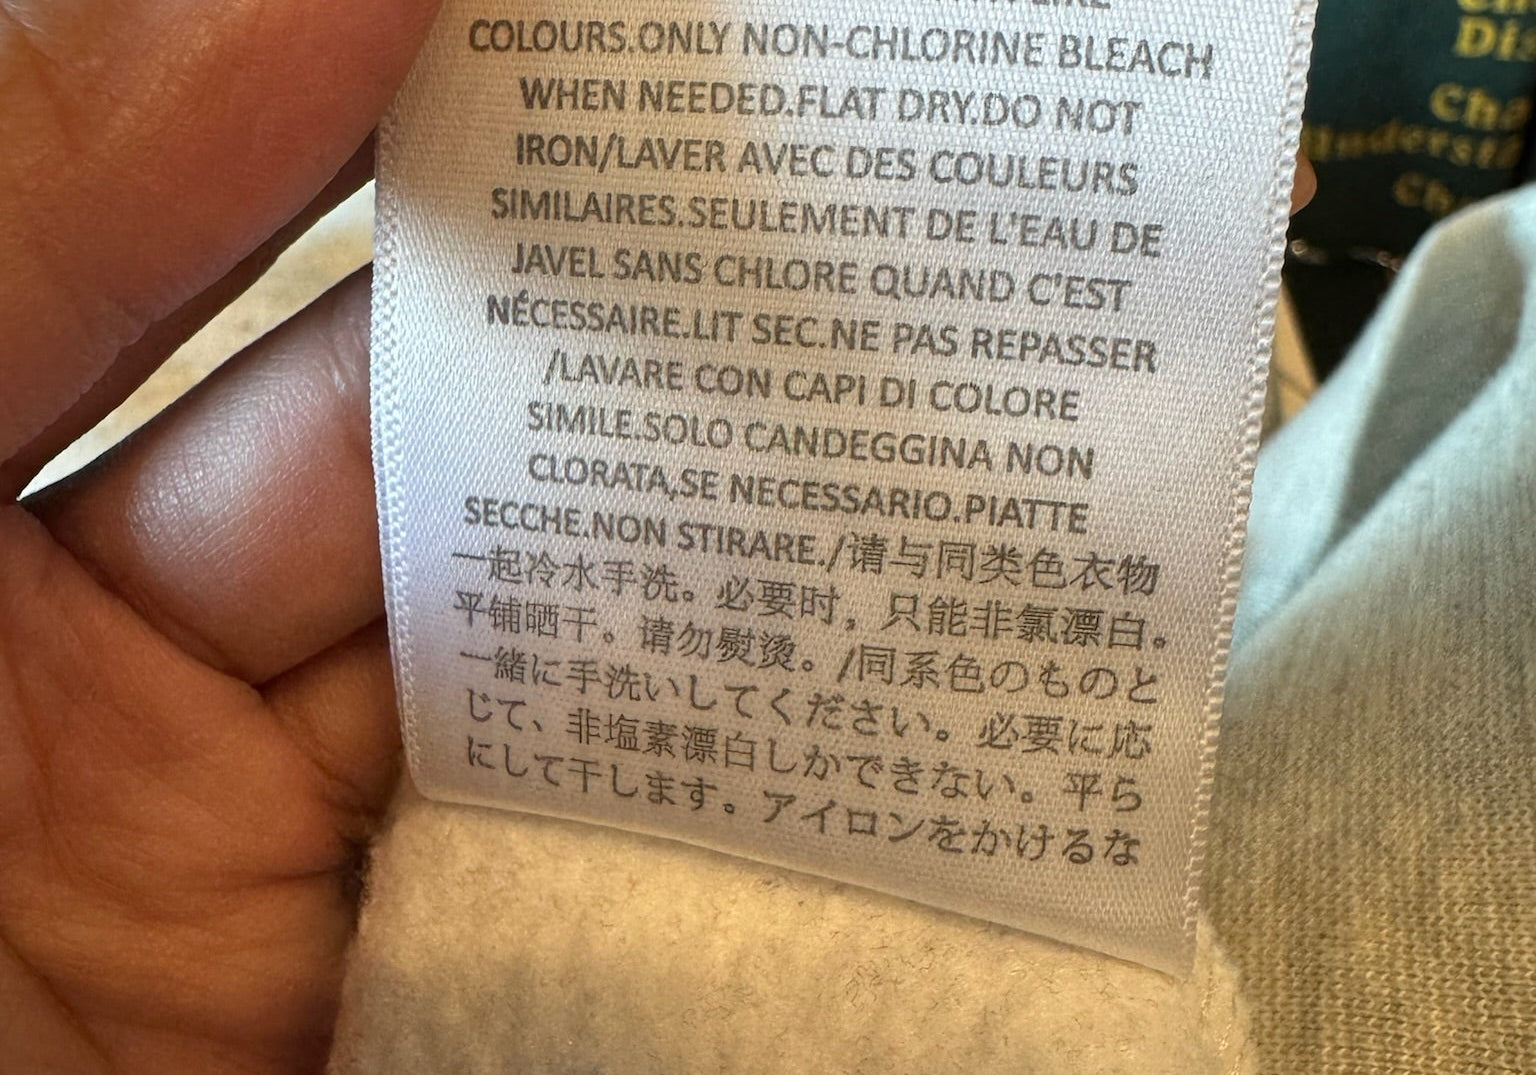 LIKE
COLOURS.ONLY NON-CHLORINE BLEACH
WHEN NEEDED.FLAT DRY.DO NOT
IRON/LAVER AVEC DES COULEURS
SIMILAIRES.SEULEMENT DE L'EAU DE
JAVEL SANS CHLORE QUAND C'EST
NÉCESSAIRE.LIT SEC.NE PAS REPASSER
/LAVARE CON CAPI DI COLORE
SIMILE.SOLO CANDEGGINA NON
CLORATA,SE NECESSARIO.PIATTE
SECCHE.NON STIRARE./请与同类色衣物
一起冷水手洗。必要时，只能非氯漂白。
平铺晒干。请勿熨烫。/同系色のものと
一緒に手洗いしてください。必要に応
じて、非塩素漂白しかできない。平ら
にして干します。アイロンをかけるな